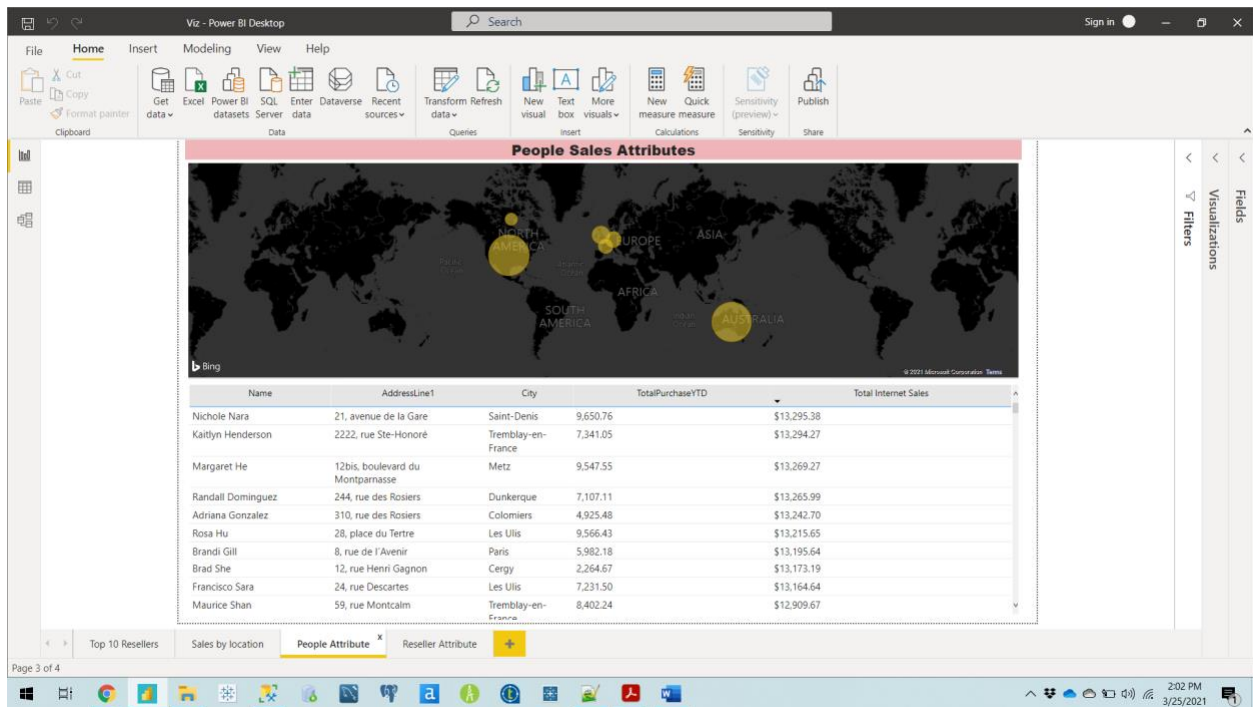 Viz - Power BI Desktop
Search
Sign in
File Home Insert Modeling View Help
Paste
Cut
Copy
Format painter
Clipboard
Get data
Excel
Power BI datasets
SQL Server
Enter data
Dataverse
Recent sources
Data
Transform data
Refresh
Queries
New visual
Text box
More visuals
Insert
New measure
Quick measure
Calculations
Sensitivity (preview)
Sensitivity
Publish
Share
People Sales Attributes
NORTH AMERICA
EUROPE
ASIA
Pacific Ocean
Atlantic Ocean
AFRICA
SOUTH AMERICA
Indian Ocean
AUSTRALIA
Bing
© 2021 Microsoft Corporation Terms
Name AddressLine1 City TotalPurchaseYTD Total Internet Sales
Nichole Nara 21, avenue de la Gare Saint-Denis 9,650.76 $13,295.38
Kaitlyn Henderson 2222, rue Ste-Honoré Tremblay-en-France 7,341.05 $13,294.27
Margaret He 12bis, boulevard du Montparnasse Metz 9,547.55 $13,269.27
Randall Dominguez 244, rue des Rosiers Dunkerque 7,107.11 $13,265.99
Adriana Gonzalez 310, rue des Rosiers Colomiers 4,925.48 $13,242.70
Rosa Hu 28, place du Tertre Les Ulis 9,566.43 $13,215.65
Brandi Gill 8, rue de l'Avenir Paris 5,982.18 $13,195.64
Brad She 12, rue Henri Gagnon Cergy 2,264.67 $13,173.19
Francisco Sara 24, rue Descartes Les Ulis 7,231.50 $13,164.64
Maurice Shan 59, rue Montcalm Tremblay-en-France 8,402.24 $12,909.67
Filters
Visualizations
Fields
Top 10 Resellers
Sales by location
People Attribute x
Reseller Attribute
+
Page 3 of 4
2:02 PM
3/25/2021